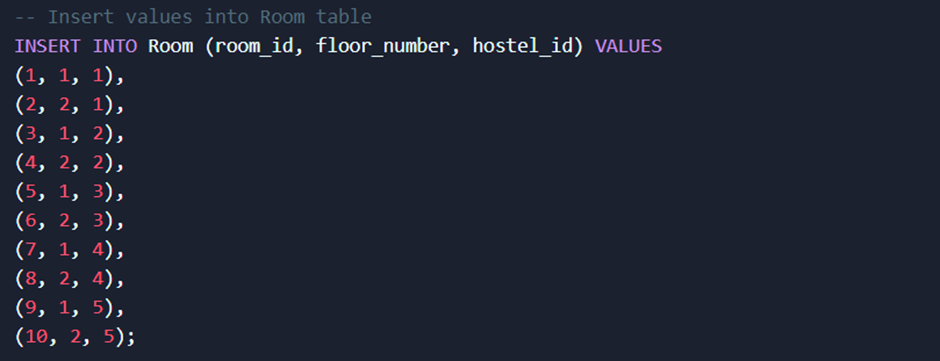 -- Insert values into Room table
INSERT INTO Room (room_id, floor_number, hostel_id) VALUES
(1, 1, 1),
(2, 2, 1),
(3, 1, 2),
(4, 2, 2),
(5, 1, 3),
(6, 2, 3),
(7, 1, 4),
(8, 2, 4),
(9, 1, 5),
(10, 2, 5);